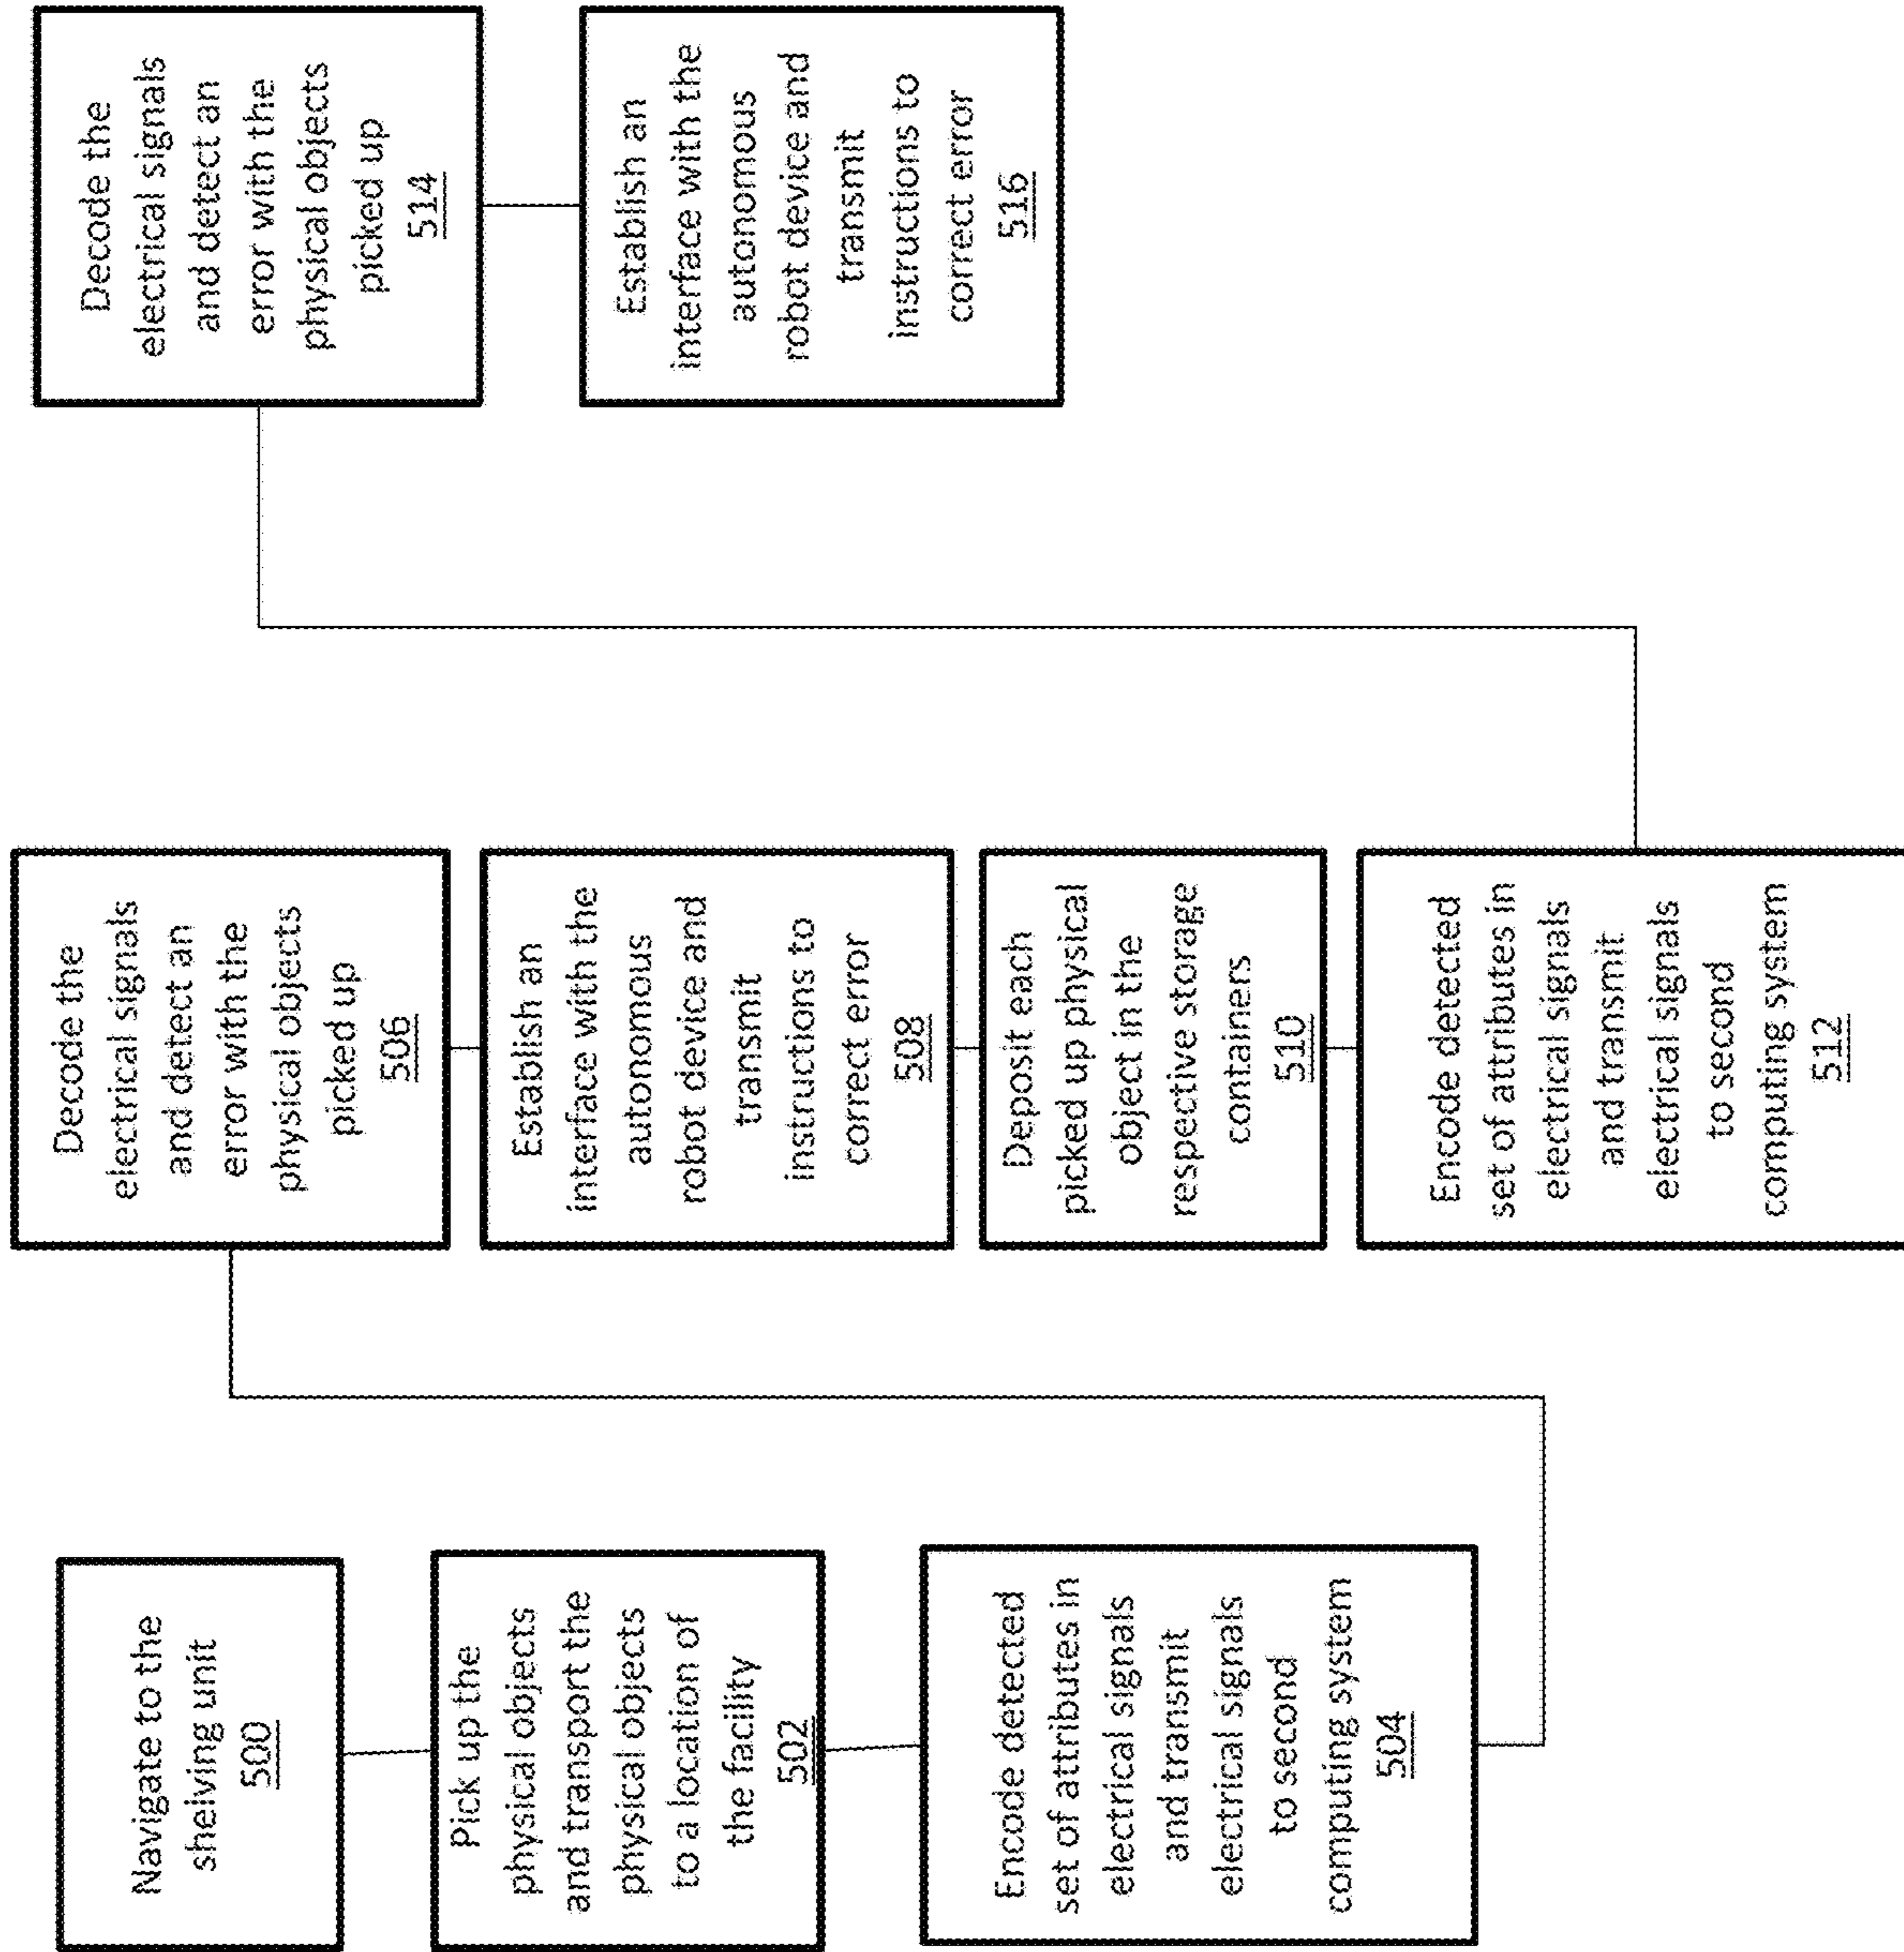 Navigate to the
shelving unit
500
Pick up the
physical objects
and transport the
physical objects
to a location of
the facility
502
Encode detected
set of attributes in
electrical signals
and transmit
electrical signals
to second
computing system
504
Decode the
electrical signals
and detect an
error with the
physical objects
picked up
506
Establish an
interface with the
autonomous
robot device and
transmit
instructions to
correct error
508
Deposit each
picked up physical
object in the
respective storage
containers
510
Encode detected
set of attributes in
electrical signals
and transmit
electrical signals
to second
computing system
512
Decode the
electrical signals
and detect an
error with the
physical objects
picked up
514
Establish an
interface with the
autonomous
robot device and
transmit
instructions to
correct error
516